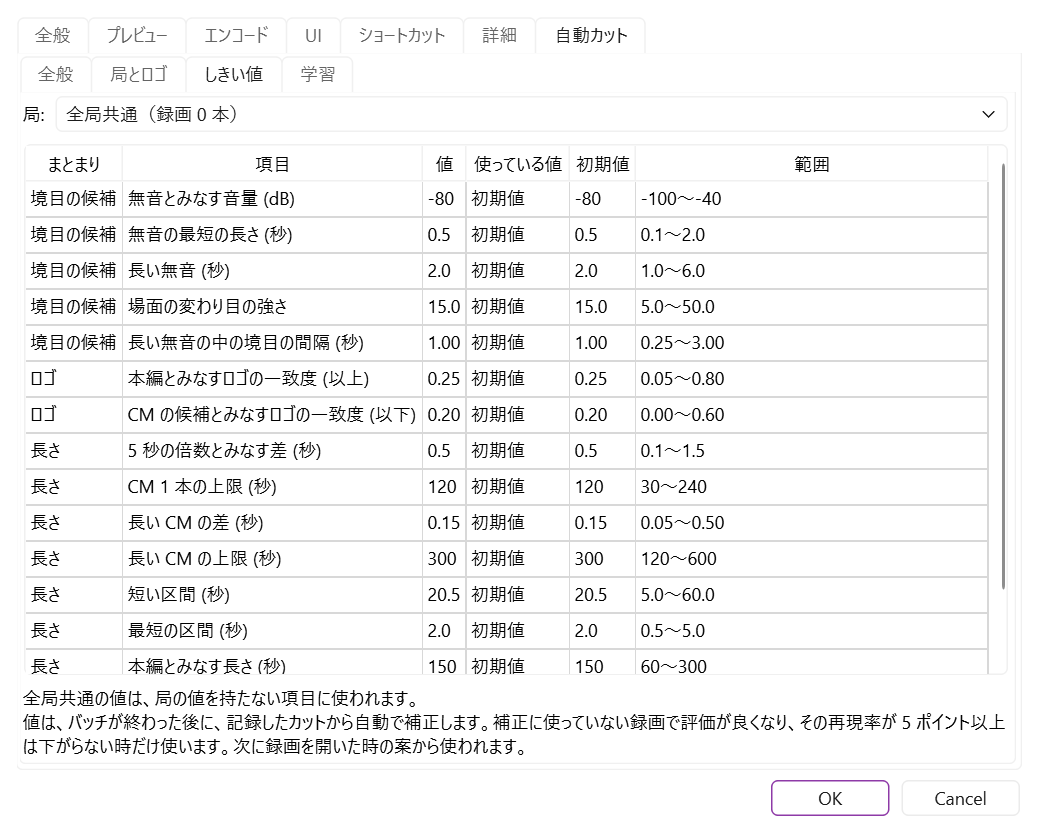 全般 プレビュー エンコード UI ショートカット 詳細 自動カット
全般 局とロゴ しきい値 学習
局: 全局共通（録画 0 本）
まとまり 項目 値 使っている値 初期値 範囲
境目の候補 無音とみなす音量 (dB) -80 初期値 -80 -100～-40
境目の候補 無音の最短の長さ (秒) 0.5 初期値 0.5 0.1～2.0
境目の候補 長い無音 (秒) 2.0 初期値 2.0 1.0～6.0
境目の候補 場面の変わり目の強さ 15.0 初期値 15.0 5.0～50.0
境目の候補 長い無音の中の境目の間隔 (秒) 1.00 初期値 1.00 0.25～3.00
ロゴ 本編とみなすロゴの一致度 (以上) 0.25 初期値 0.25 0.05～0.80
ロゴ CM の候補とみなすロゴの一致度 (以下) 0.20 初期値 0.20 0.00～0.60
長さ 5 秒の倍数とみなす差 (秒) 0.5 初期値 0.5 0.1～1.5
長さ CM 1 本の上限 (秒) 120 初期値 120 30～240
長さ 長い CM の差 (秒) 0.15 初期値 0.15 0.05～0.50
長さ 長い CM の上限 (秒) 300 初期値 300 120～600
長さ 短い区間 (秒) 20.5 初期値 20.5 5.0～60.0
長さ 最短の区間 (秒) 2.0 初期値 2.0 0.5～5.0
長さ 本編とみなす長さ (秒) 150 初期値 150 60～300
全局共通の値は、局の値を持たない項目に使われます。
値は、バッチが終わった後に、記録したカットから自動で補正します。補正に使っていない録画で評価が良くなり、その再現率が 5 ポイント以上
は下がらない時だけ使います。次に録画を開いた時の案から使われます。
OK Cancel